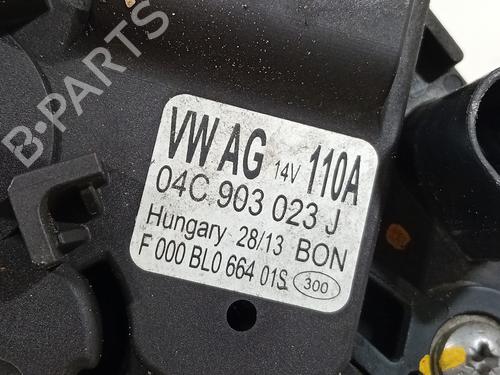 B-PARTS
VW AG 14V 110A
04C 903 023 J
Hungary 28/13 BON
F 000 BL0 664 01S 300